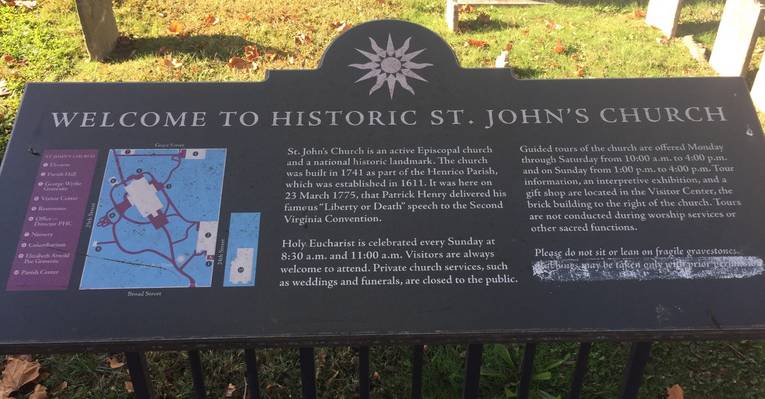 WELCOME TO HISTORIC ST. JOHN'S CHURCH
ST JOHN'S CHURCH
Church
Parish Hall
George Wythe
Gravesite
Visitor Center
Restrooms
Office—
Director PHC
Nursery
Columbarium
Elizabeth Arnold
Poe Gravesite
Parish Center
Grace Street
25th Street
24th Street
Broad Street
St. John's Church is an active Episcopal church
and a national historic landmark. The church
was built in 1741 as part of the Henrico Parish,
which was established in 1611. It was here on
23 March 1775, that Patrick Henry delivered his
famous "Liberty or Death" speech to the Second
Virginia Convention.
Holy Eucharist is celebrated every Sunday at
8:30 a.m. and 11:00 a.m. Visitors are always
welcome to attend. Private church services, such
as weddings and funerals, are closed to the public.
Guided tours of the church are offered Monday
through Saturday from 10:00 a.m. to 4:00 p.m.
and on Sunday from 1:00 p.m. to 4:00 p.m. Tour
information, an interpretive exhibition, and a
gift shop are located in the Visitor Center, the
brick building to the right of the church. Tours
are not conducted during worship services or
other sacred functions.
Please do not sit or lean on fragile gravestones.
may be taken only with prior